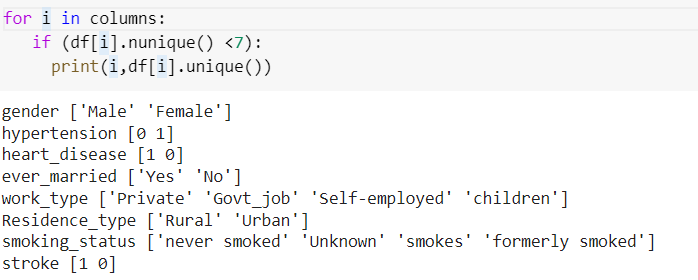 for i in columns:
   if (df[i].nunique() <7):
     print(i,df[i].unique())
gender ['Male' 'Female']
hypertension [0 1]
heart_disease [1 0]
ever_married ['Yes' 'No']
work_type ['Private' 'Govt_job' 'Self-employed' 'children']
Residence_type ['Rural' 'Urban']
smoking_status ['never smoked' 'Unknown' 'smokes' 'formerly smoked']
stroke [1 0]